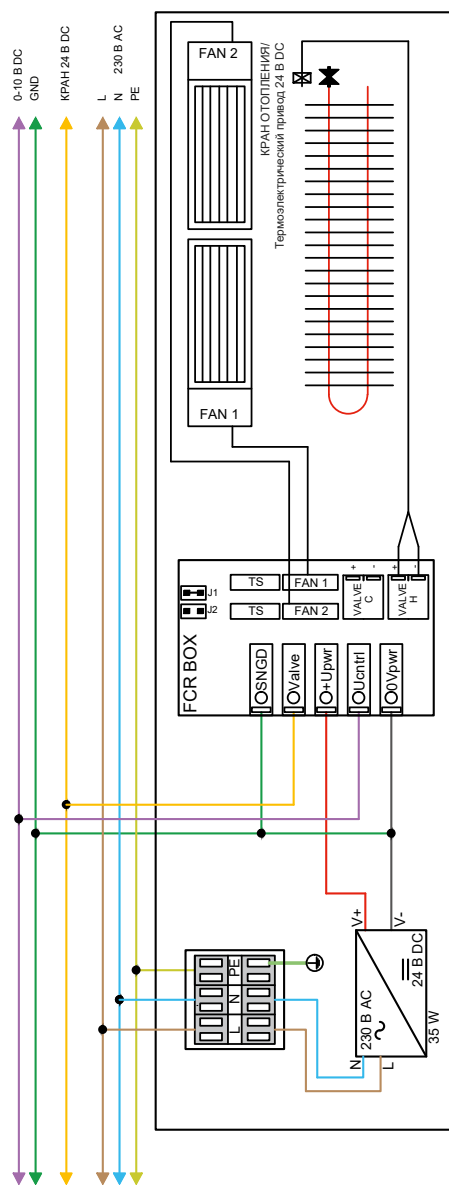 0-10 В DC
GND
КРАН 24 В DC
L
N
230 В AC
PE
FAN 2
КРАН ОТОПЛЕНИЯ/
Термоэлектрический привод 24 В DC
FAN 1
FCR BOX
J1
J2
TS
FAN 1
TS
FAN 2
VALVE
C
+
-
VALVE
H
+
-
SNGD
Valve
+Upwr
Ucntrl
0Vpwr
PE
N
L
V+
V-
230 В AC
24 В DC
N
L
35 W